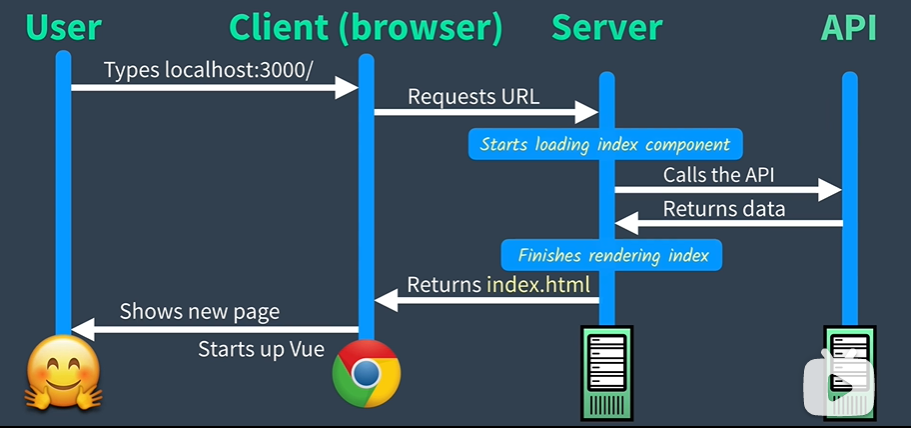 User
Client (browser)
Server
API
Types localhost:3000/
Requests URL
Starts loading index component
Calls the API
Returns data
Finishes rendering index
Returns index.html
Shows new page
Starts up Vue